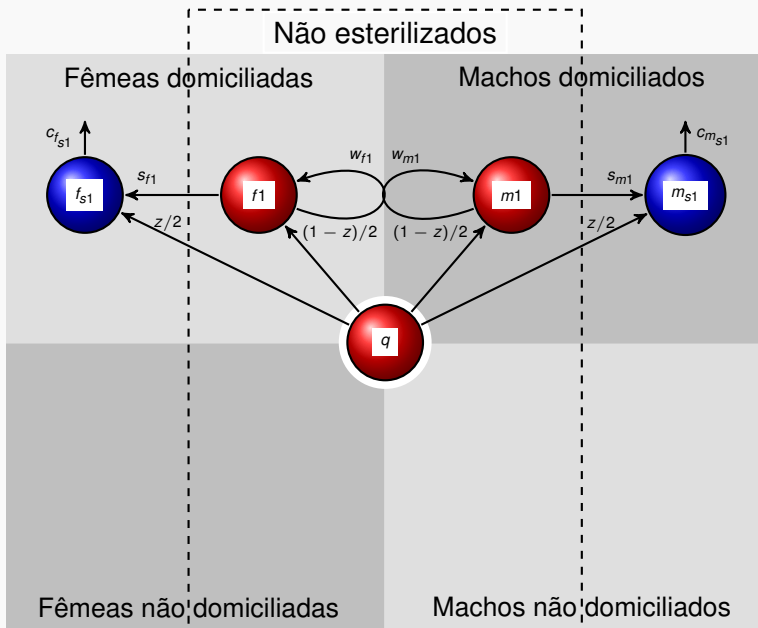 Não esterilizados
Fêmeas domiciliadas
Machos domiciliados
c_{f_{s1}}
w_{f1}
w_{m1}
c_{m_{s1}}
s_{f1}
s_{m1}
f_{s1}
f1
m1
m_{s1}
z/2
(1 − z)/2
(1 − z)/2
z/2
q
Fêmeas não domiciliadas
Machos não domiciliados